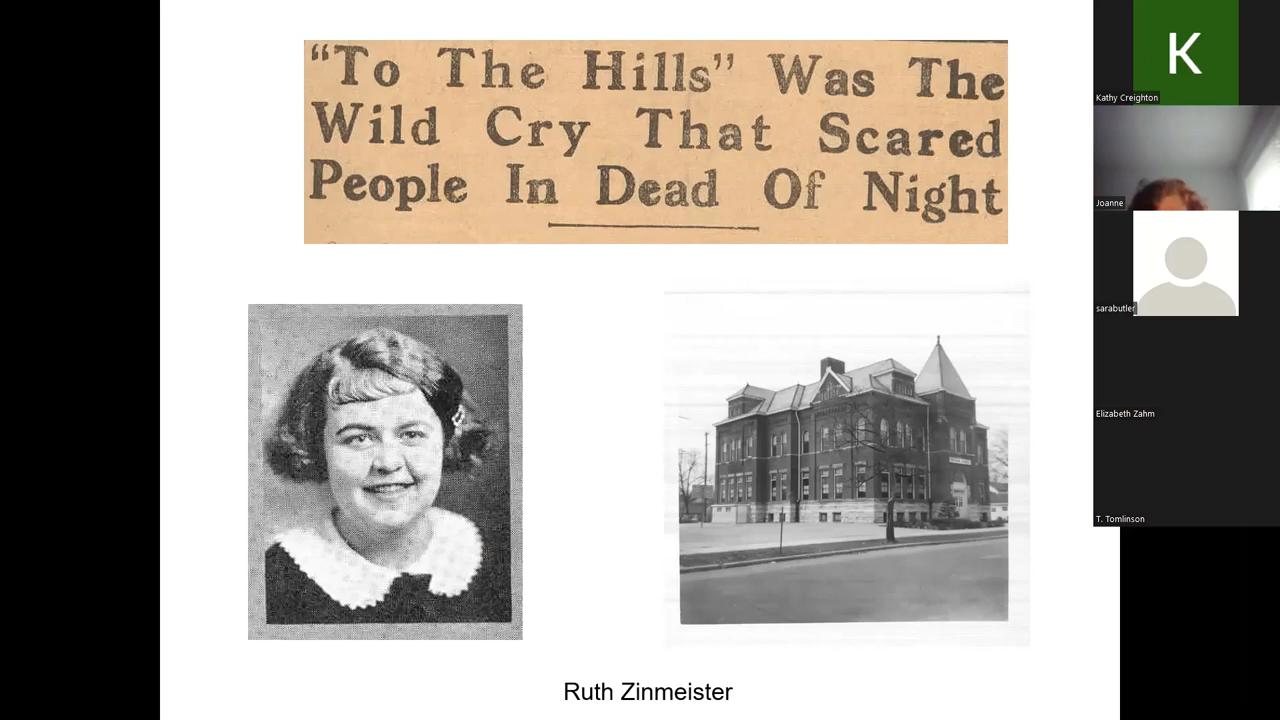 “To The Hills” Was The
Wild Cry That Scared
People In Dead Of Night
Ruth Zinmeister
K
Kathy Creighton
Joanne
sarabutler
Elizabeth Zahm
T. Tomlinson